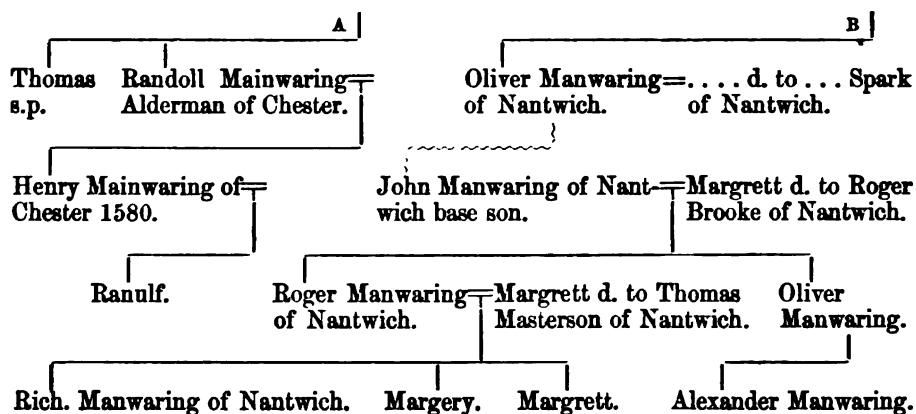 A B
Thomas Randoll Mainwaring Oliver Manwaring .... d. to ... Spark
s.p. Alderman of Chester. of Nantwich. of Nantwich.
Henry Mainwaring of John Manwaring of Nant- Margrett d. to Roger
Chester 1580. wich base son. Brooke of Nantwich.
Ranulf. Roger Manwaring Margrett d. to Thomas Oliver
of Nantwich. Masterson of Nantwich. Manwaring.
Rich. Manwaring of Nantwich. Margery. Margrett. Alexander Manwaring.